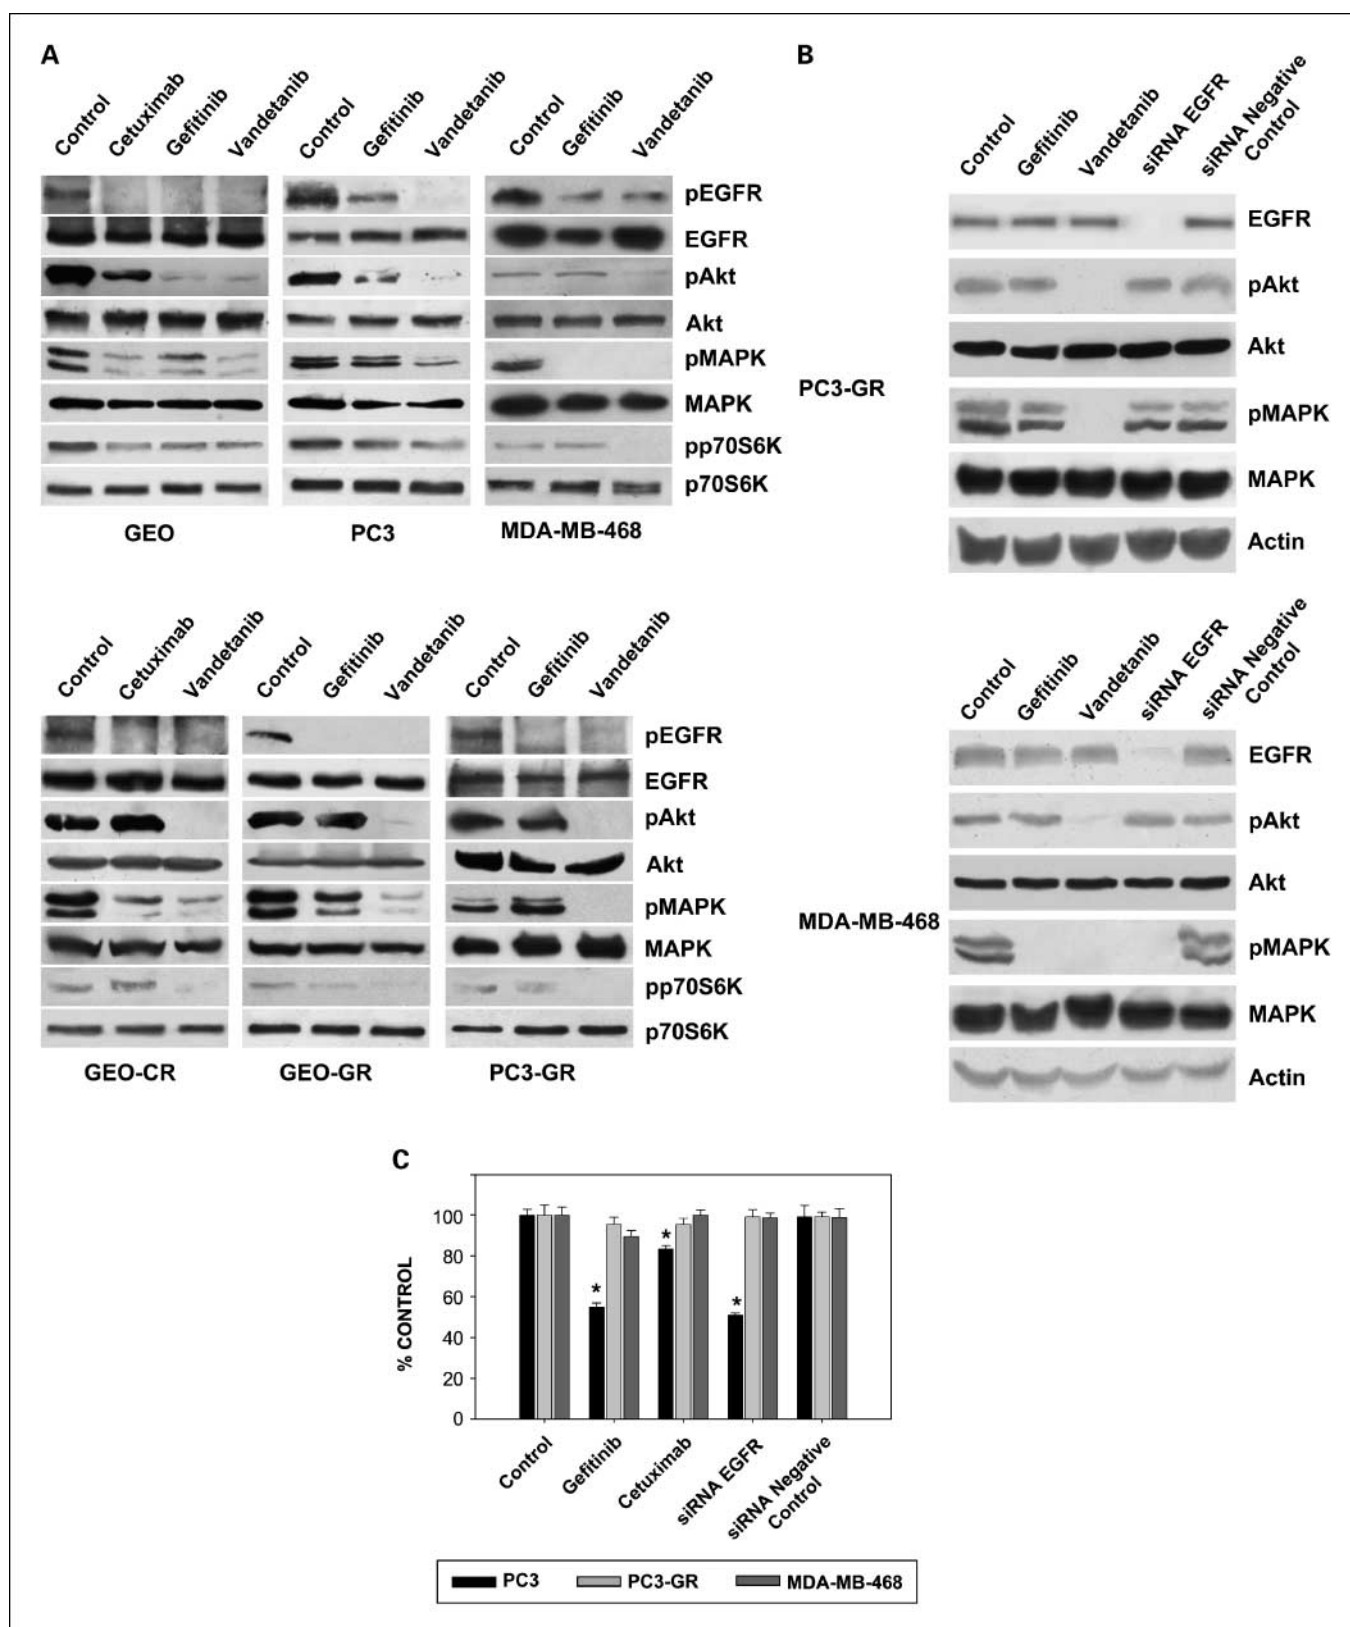 A
Control
Cetuximab
Gefitinib
Vandetanib
Control
Gefitinib
Vandetanib
Control
Gefitinib
Vandetanib
pEGFR
EGFR
pAkt
Akt
pMAPK
MAPK
pp70S6K
p70S6K
GEO
PC3
MDA-MB-468
Control
Cetuximab
Vandetanib
Control
Gefitinib
Vandetanib
Control
Gefitinib
Vandetanib
pEGFR
EGFR
pAkt
Akt
pMAPK
MAPK
pp70S6K
p70S6K
GEO-CR
GEO-GR
PC3-GR
B
Control
Gefitinib
Vandetanib
siRNA EGFR
siRNA Negative
Control
EGFR
pAkt
Akt
pMAPK
MAPK
Actin
PC3-GR
Control
Gefitinib
Vandetanib
siRNA EGFR
siRNA Negative
Control
EGFR
pAkt
Akt
pMAPK
MAPK
Actin
MDA-MB-468
C
% CONTROL
100
80
60
40
20
0
*
*
*
Control
Gefitinib
Cetuximab
siRNA EGFR
siRNA Negative
Control
PC3
PC3-GR
MDA-MB-468